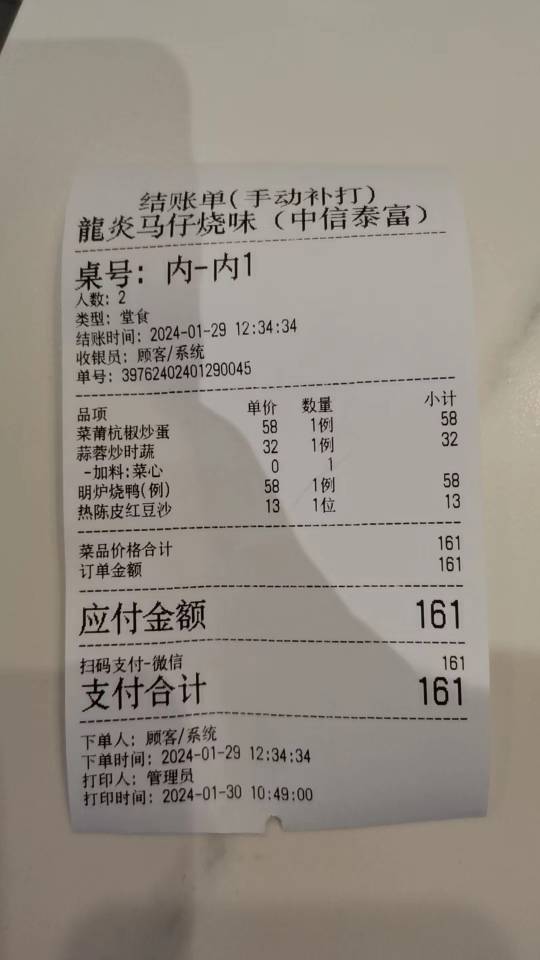 结账单(手动补打)
龍炎马仔烧味（中信泰富）
桌号: 内-内1
人数: 2
类型: 堂食
结账时间: 2024-01-29 12:34:34
收银员: 顾客/系统
单号: 39762402401290045
品项 单价 数量 小计
菜莆杭椒炒蛋 58 1例 58
蒜蓉炒时蔬 32 1例 32
-加料:菜心 0 1
明炉烧鸭(例) 58 1例 58
热陈皮红豆沙 13 1位 13
菜品价格合计 161
订单金额 161
应付金额 161
扫码支付-微信 161
支付合计 161
下单人: 顾客/系统
下单时间: 2024-01-29 12:34:34
打印人: 管理员
打印时间: 2024-01-30 10:49:00